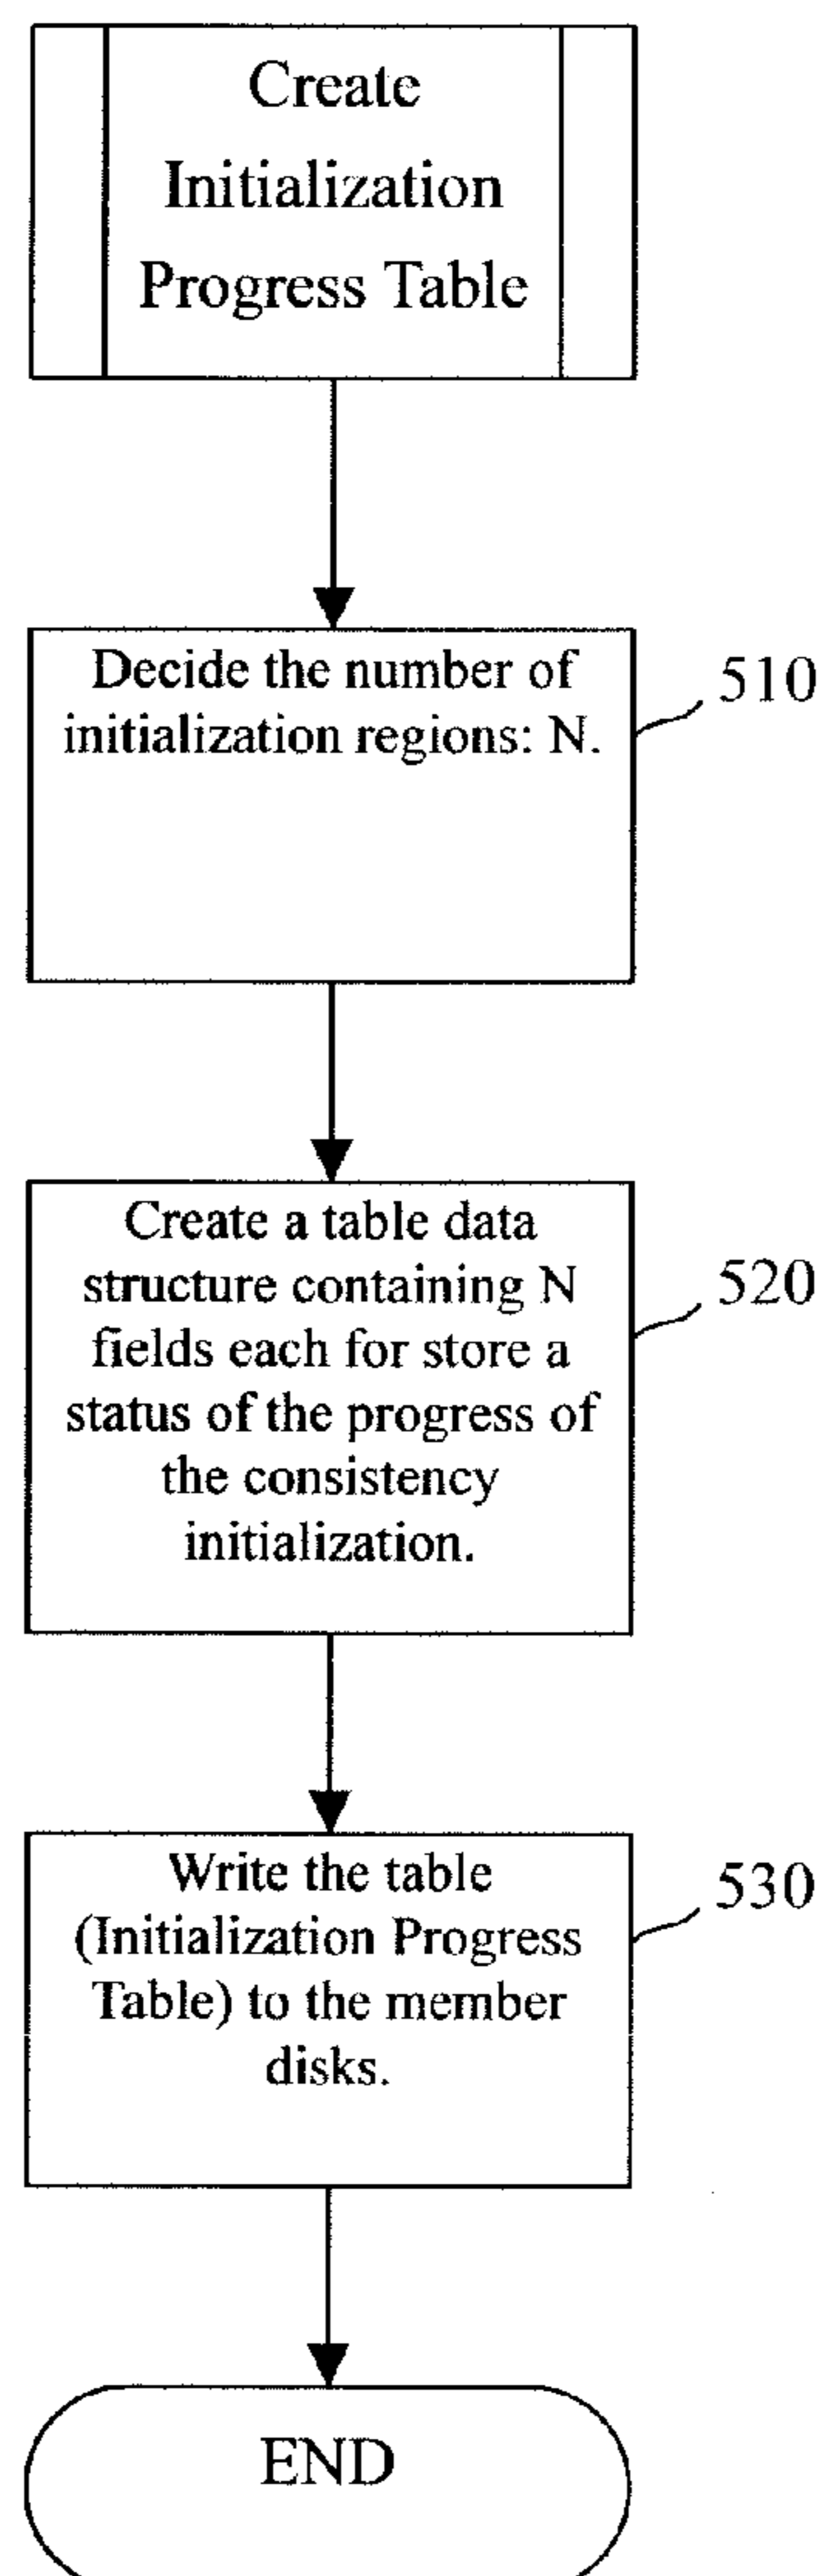 Create
Initialization
Progress Table
Decide the number of
initialization regions: N.
510
Create a table data
structure containing N
fields each for store a
status of the progress of
the consistency
initialization.
520
Write the table
(Initialization Progress
Table) to the member
disks.
530
END